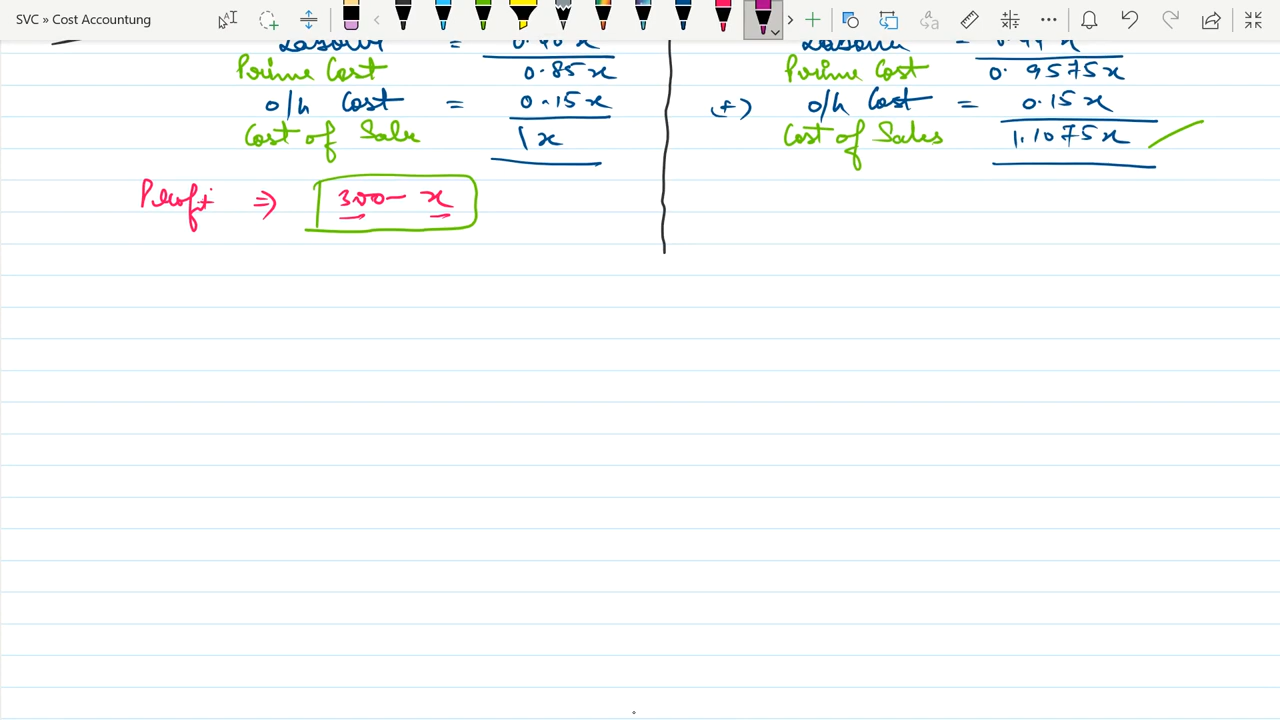 SVC » Cost Accountung
Prime Cost 0.85x
o/h Cost = 0.15x
Cost of Sale 1x
Profit ⇒ 300 - x
Prime Cost 0.9575x
(+) o/h Cost = 0.15x
Cost of Sales 1.1075x